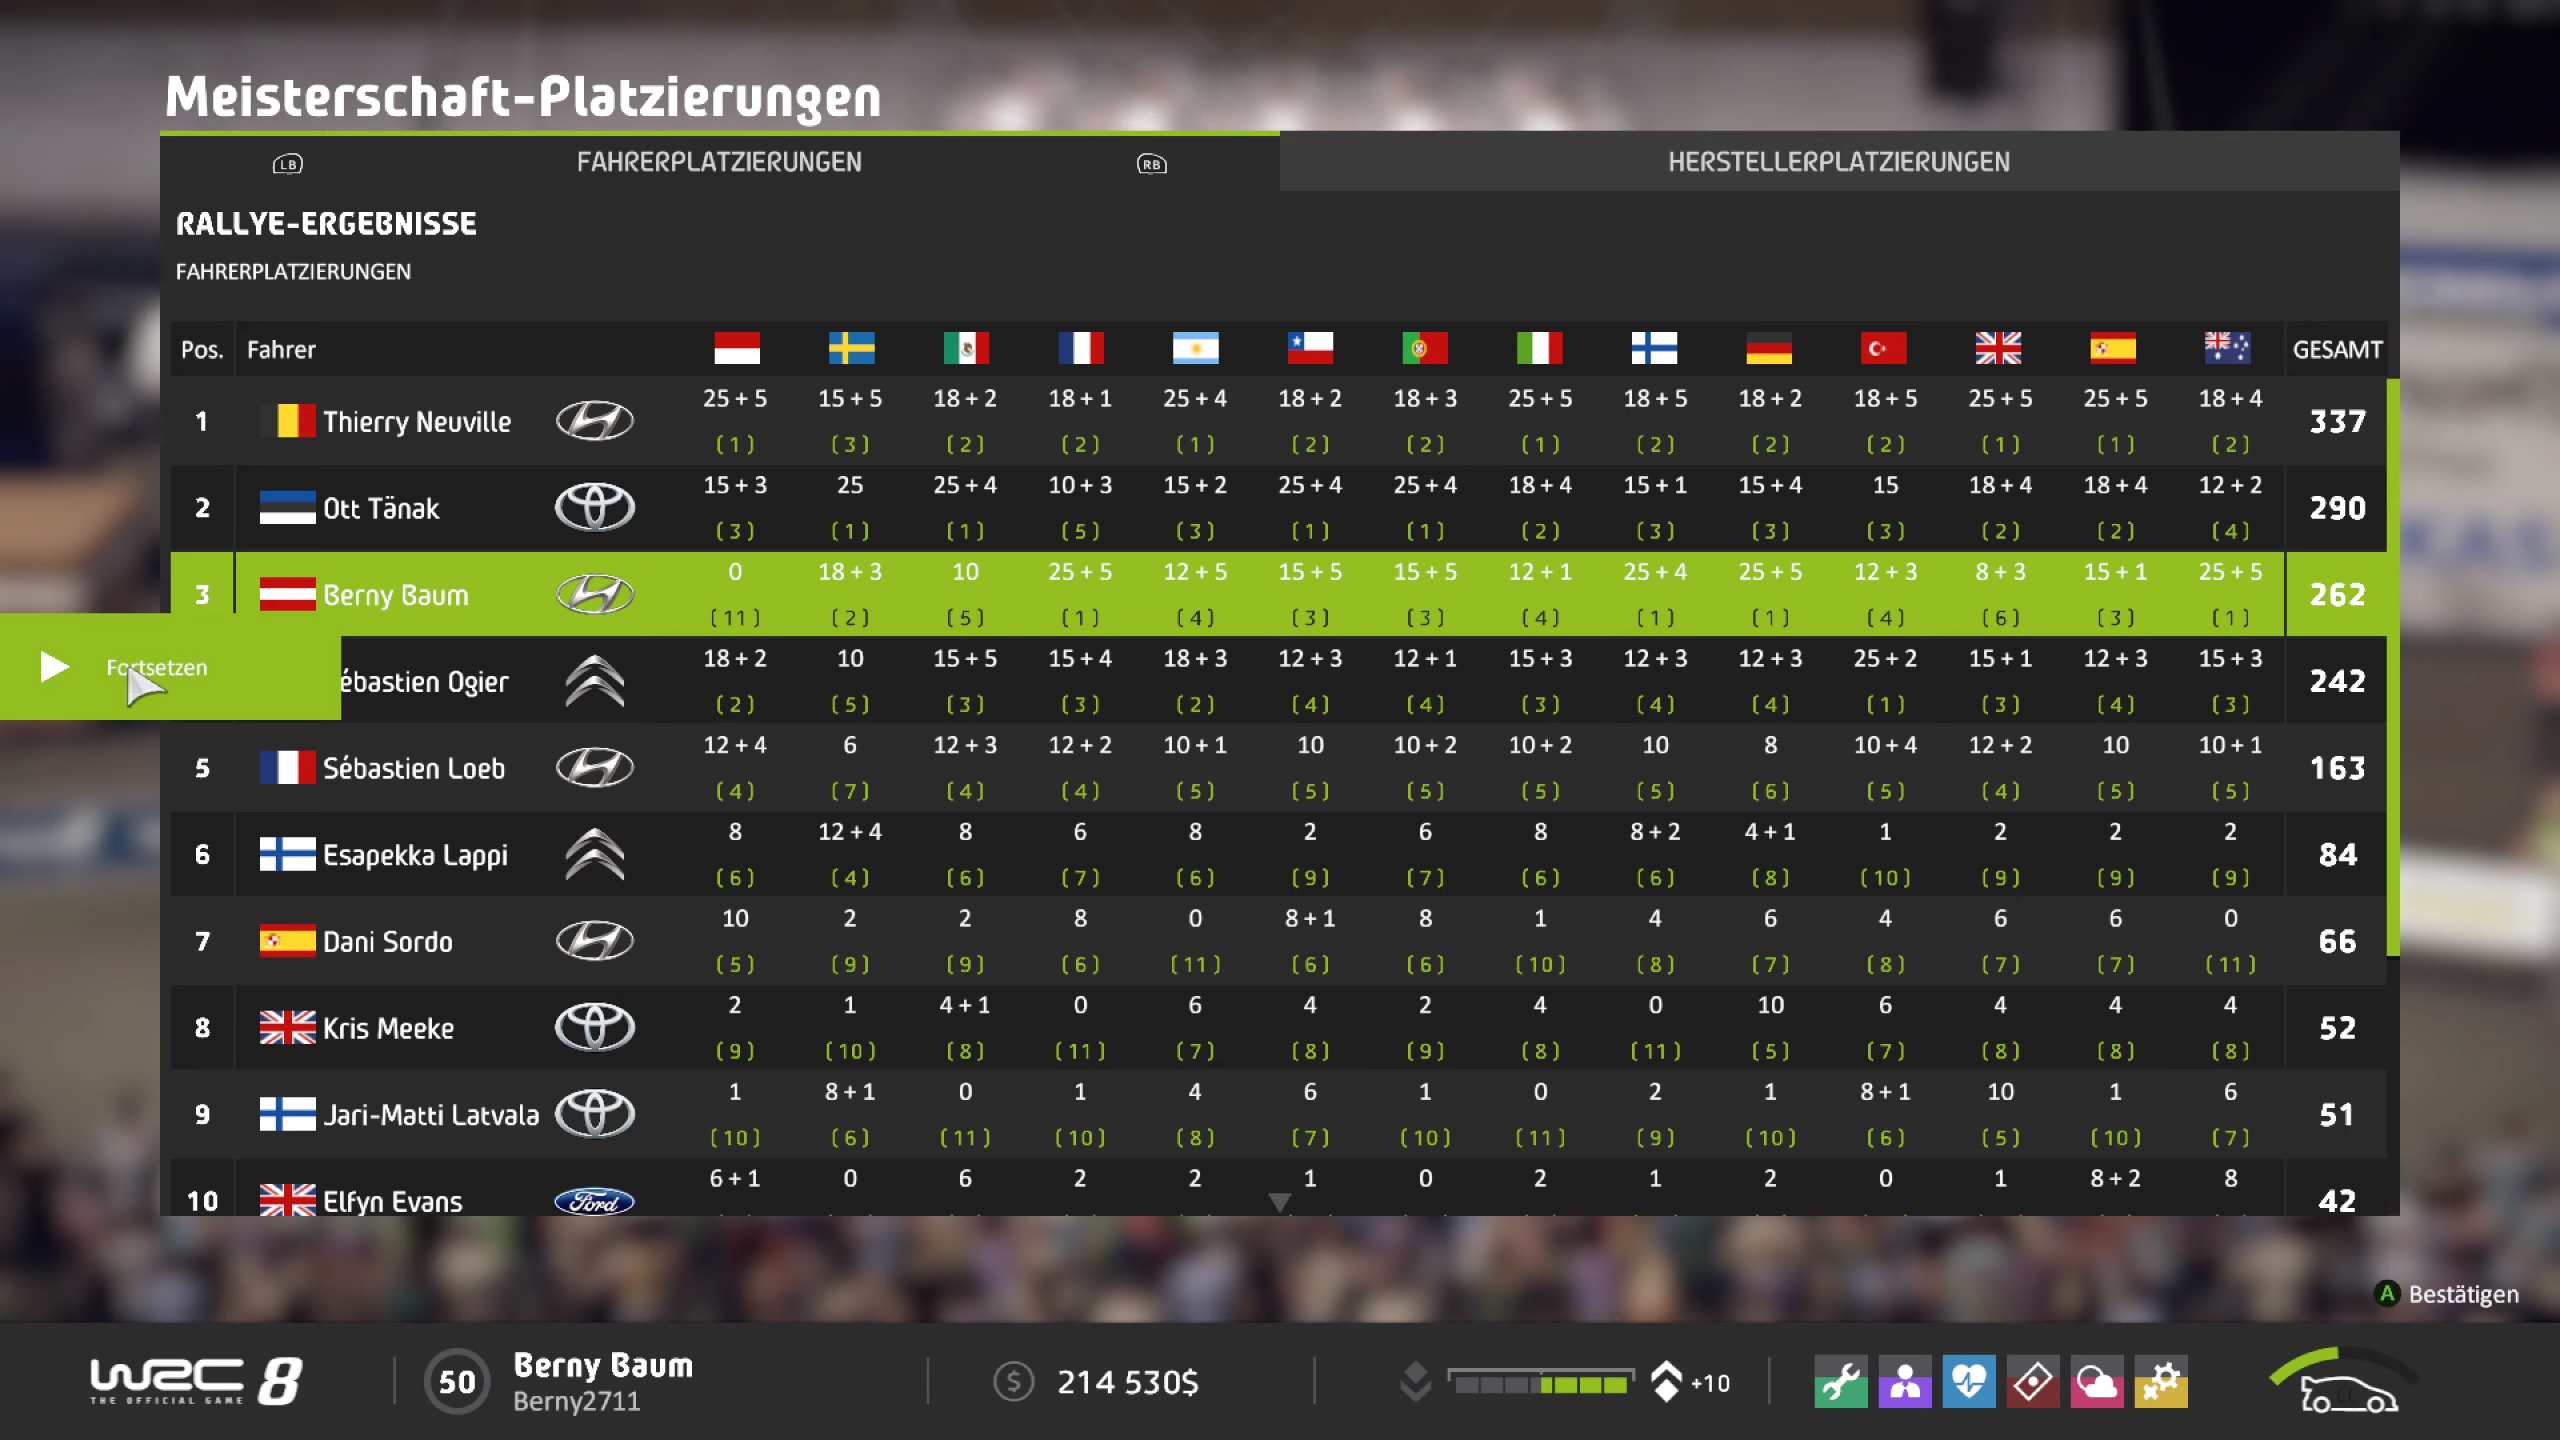 Meisterschaft-Platzierungen
LB FAHRERPLATZIERUNGEN RB HERSTELLERPLATZIERUNGEN
RALLYE-ERGEBNISSE
FAHRERPLATZIERUNGEN
Pos. Fahrer GESAMT
1 Thierry Neuville 25 + 5 15 + 5 18 + 2 18 + 1 25 + 4 18 + 2 18 + 3 25 + 5 18 + 5 18 + 2 18 + 5 25 + 5 25 + 5 18 + 4 337
(1) (3) (2) (2) (1) (2) (2) (1) (2) (2) (2) (1) (1) (2)
2 Ott Tänak 15 + 3 25 25 + 4 10 + 3 15 + 2 25 + 4 25 + 4 18 + 4 15 + 1 15 + 4 15 18 + 4 18 + 4 12 + 2 290
(3) (1) (1) (5) (3) (1) (1) (2) (3) (3) (3) (2) (2) (4)
3 Berny Baum 0 18 + 3 10 25 + 5 12 + 5 15 + 5 15 + 5 12 + 1 25 + 4 25 + 5 12 + 3 8 + 3 15 + 1 25 + 5 262
(11) (2) (5) (1) (4) (3) (3) (4) (1) (1) (4) (6) (3) (1)
Fortsetzen
ébastien Ogier 18 + 2 10 15 + 5 15 + 4 18 + 3 12 + 3 12 + 1 15 + 3 12 + 3 12 + 3 25 + 2 15 + 1 12 + 3 15 + 3 242
(2) (5) (3) (3) (2) (4) (4) (3) (4) (4) (1) (3) (4) (3)
5 Sébastien Loeb 12 + 4 6 12 + 3 12 + 2 10 + 1 10 10 + 2 10 + 2 10 8 10 + 4 12 + 2 10 10 + 1 163
(4) (7) (4) (4) (5) (5) (5) (5) (5) (6) (5) (4) (5) (5)
6 Esapekka Lappi 8 12 + 4 8 6 8 2 6 8 8 + 2 4 + 1 1 2 2 2 84
(6) (4) (6) (7) (6) (9) (7) (6) (6) (8) (10) (9) (9) (9)
7 Dani Sordo 10 2 2 8 0 8 + 1 8 1 4 6 4 6 6 0 66
(5) (9) (9) (6) (11) (6) (6) (10) (8) (7) (8) (7) (7) (11)
8 Kris Meeke 2 1 4 + 1 0 6 4 2 4 0 10 6 4 4 4 52
(9) (10) (8) (11) (7) (8) (9) (8) (11) (5) (7) (8) (8) (8)
9 Jari-Matti Latvala 1 8 + 1 0 1 4 6 1 0 2 1 8 + 1 10 1 6 51
(10) (6) (11) (10) (8) (7) (10) (11) (9) (10) (6) (5) (10) (7)
10 Elfyn Evans Ford 6 + 1 0 6 2 2 1 0 2 1 2 0 1 8 + 2 8 42
A Bestätigen
WRC 8
THE OFFICIAL GAME
50 Berny Baum
Berny2711
$ 214 530$
+10